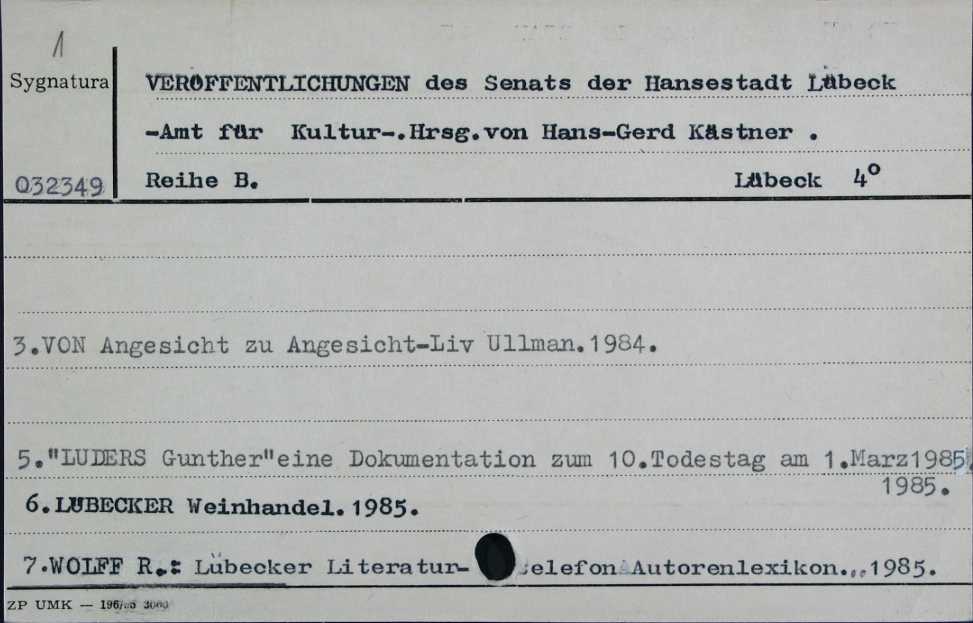 1
Sygnatura
VERÖFFENTLICHUNGEN des Senats der Hansestadt Lübeck
-Amt für Kultur-.Hrsg.von Hans-Gerd Kästner .
032349 Reihe B. Lübeck 4º
3.VON Angesicht zu Angesicht-Liv Ullman.1984.
5."LUDERS Gunther"eine Dokumentation zum 10.Todestag am 1.Marz1985.
1985.
6.LÜBECKER Weinhandel.1985.
7.WOLFF R.: Lübecker Literatur- elefon Autorenlexikon...1985.
ZP UMK — 196/65 3000